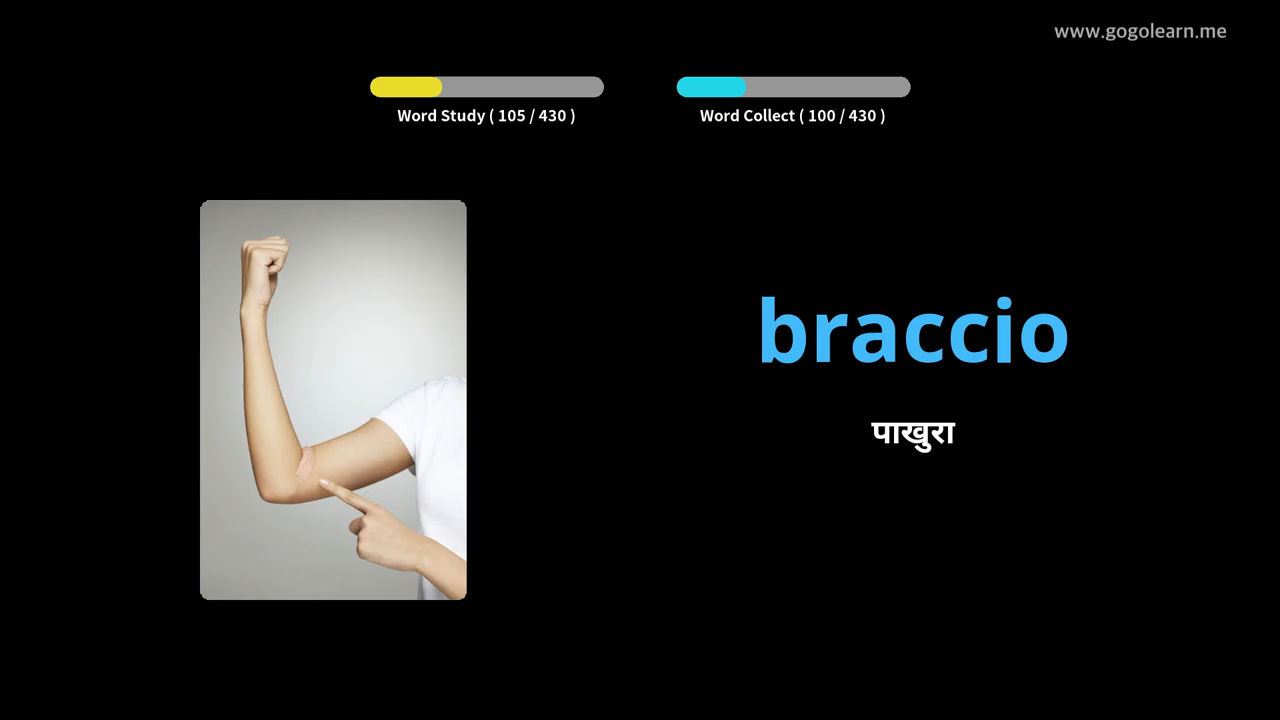 www.gogolearn.me
Word Study ( 105 / 430 )
Word Collect ( 100 / 430 )
braccio
पाखुरा